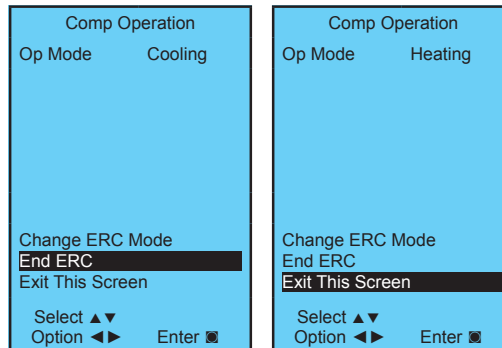 Comp Operation
Op Mode Cooling
Change ERC Mode
End ERC
Exit This Screen
Select ▲▼
Option ◄► Enter ◙
Comp Operation
Op Mode Heating
Change ERC Mode
End ERC
Exit This Screen
Select ▲▼
Option ◄► Enter ◙